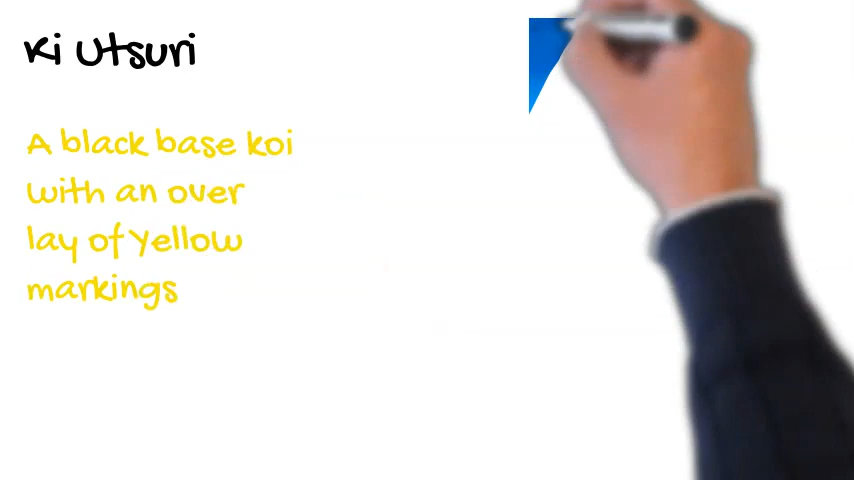 Ki Utsuri
A black base koi
with an over
lay of Yellow
markings